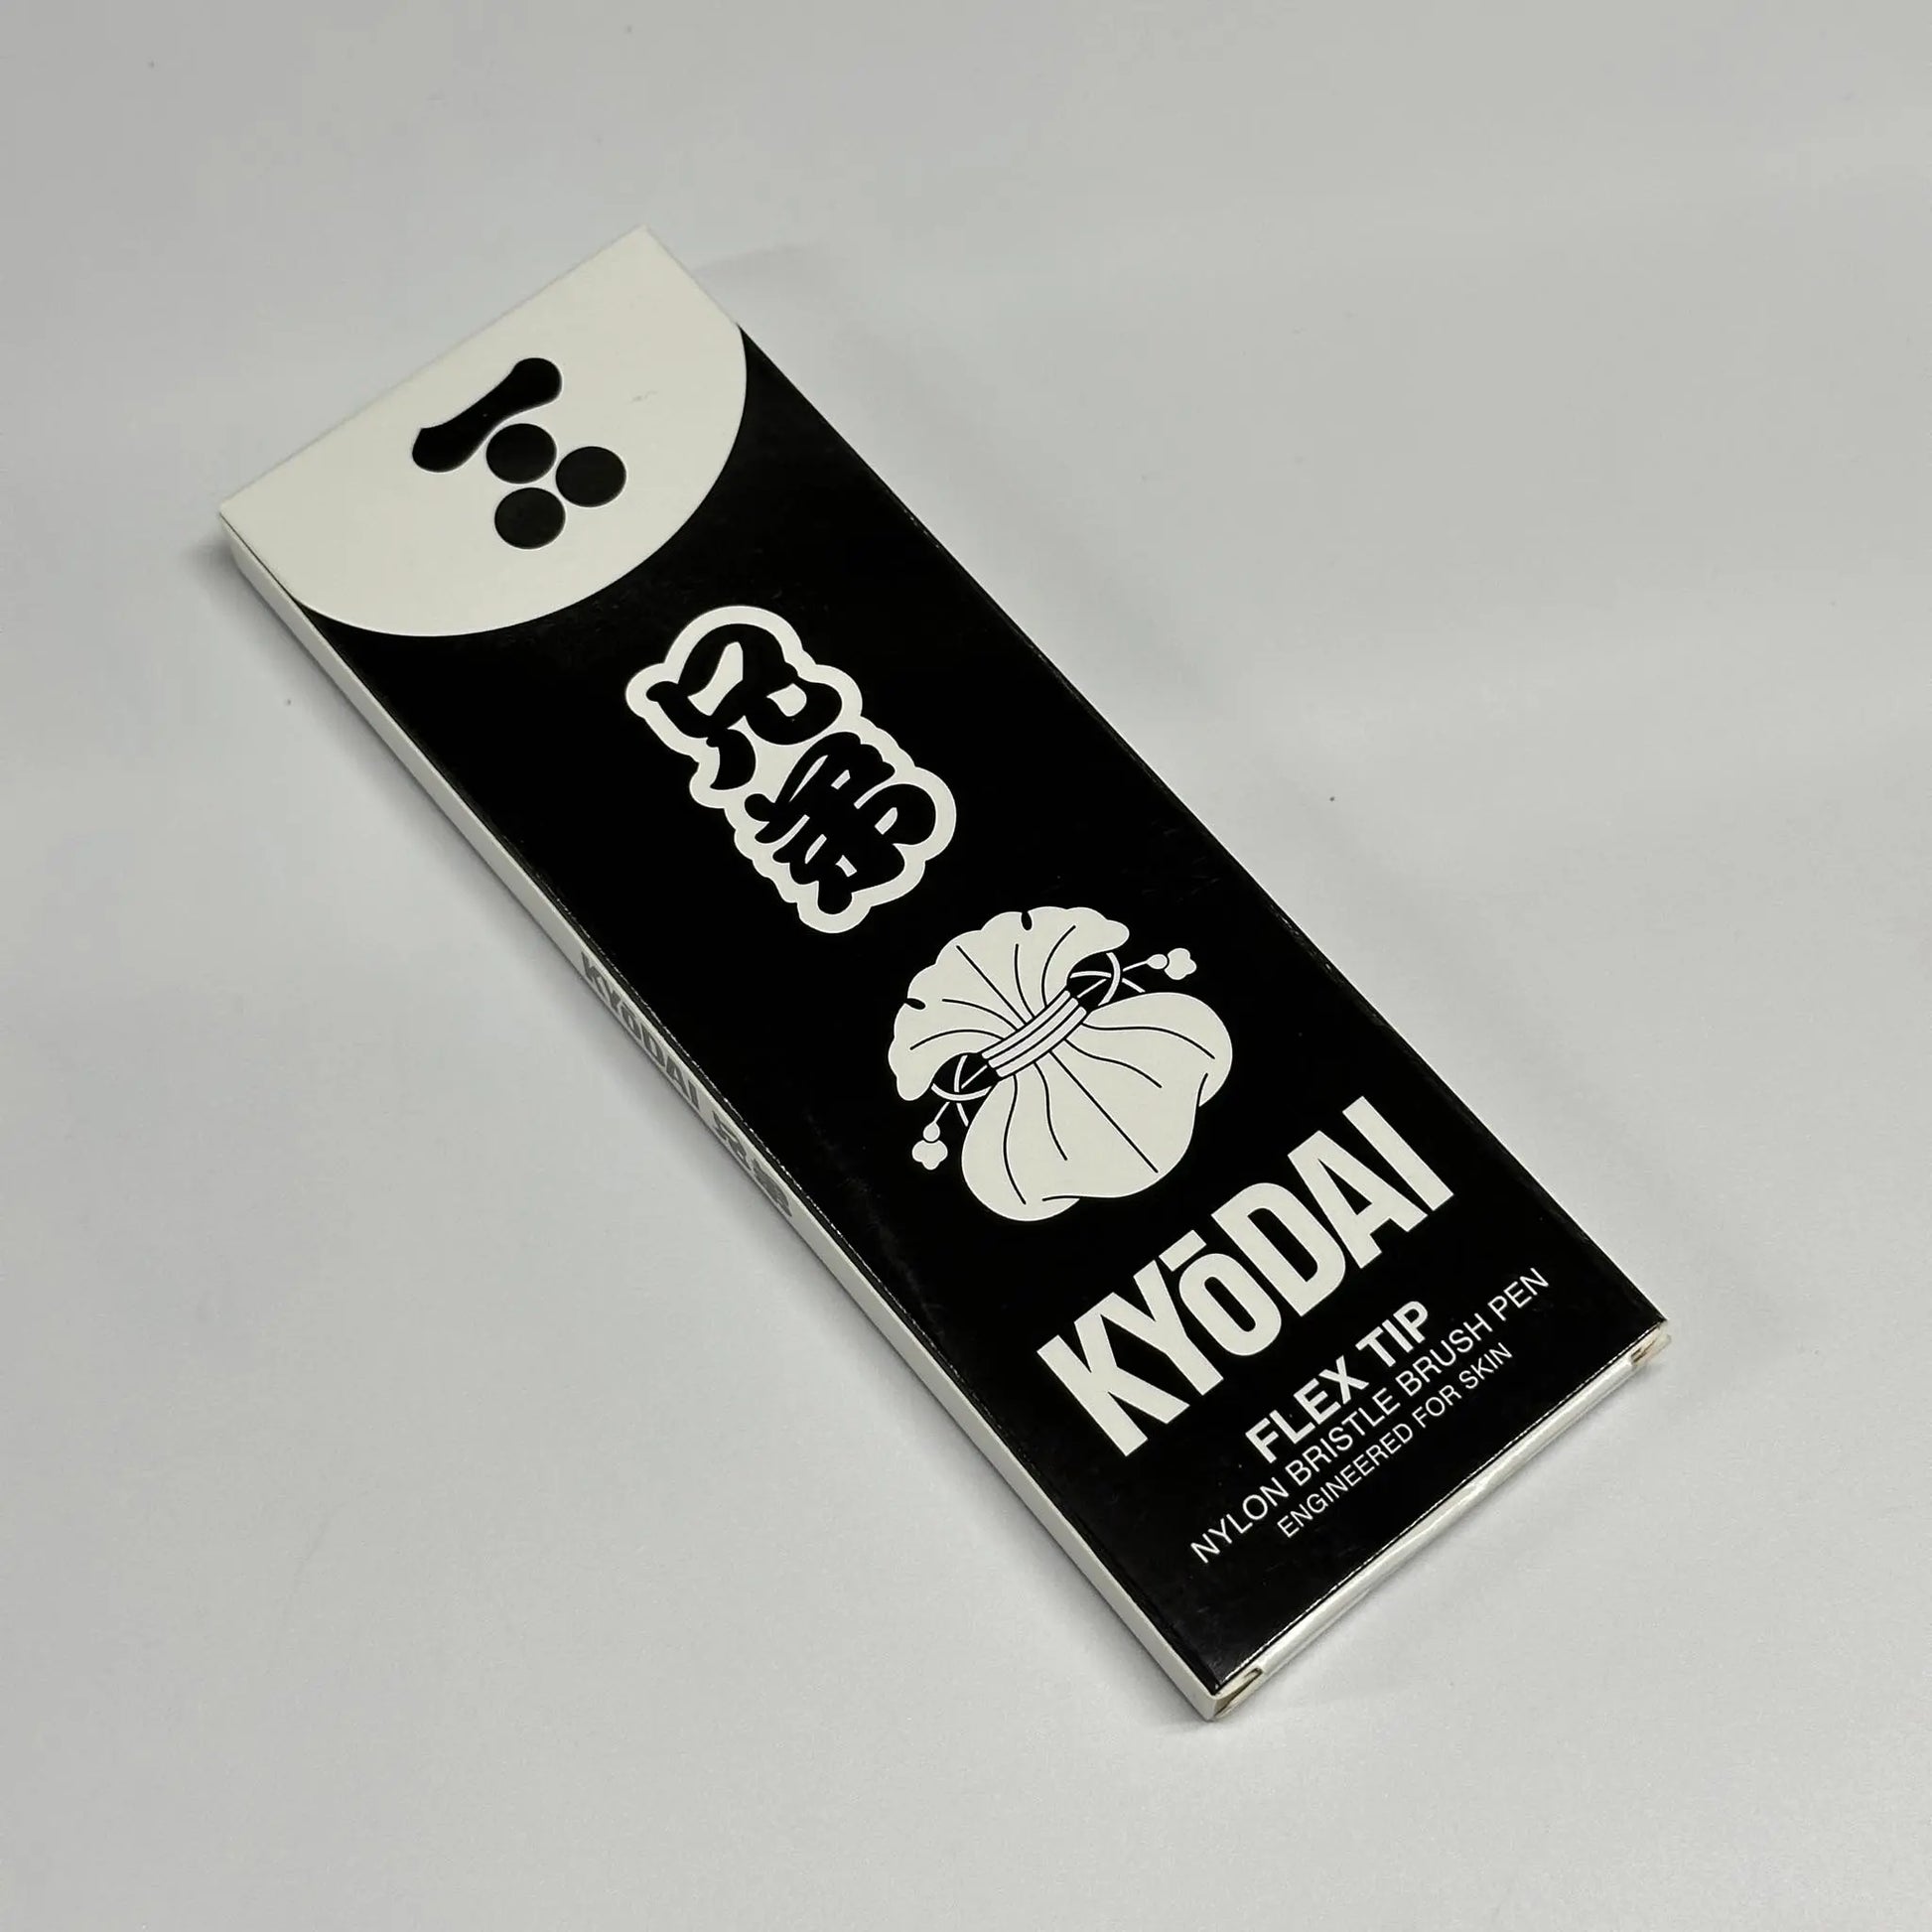 兄弟
KYōDAI
FLEX TIP
NYLON BRISTLE BRUSH PEN
ENGINEERED FOR SKIN
KYōDAI 兄弟